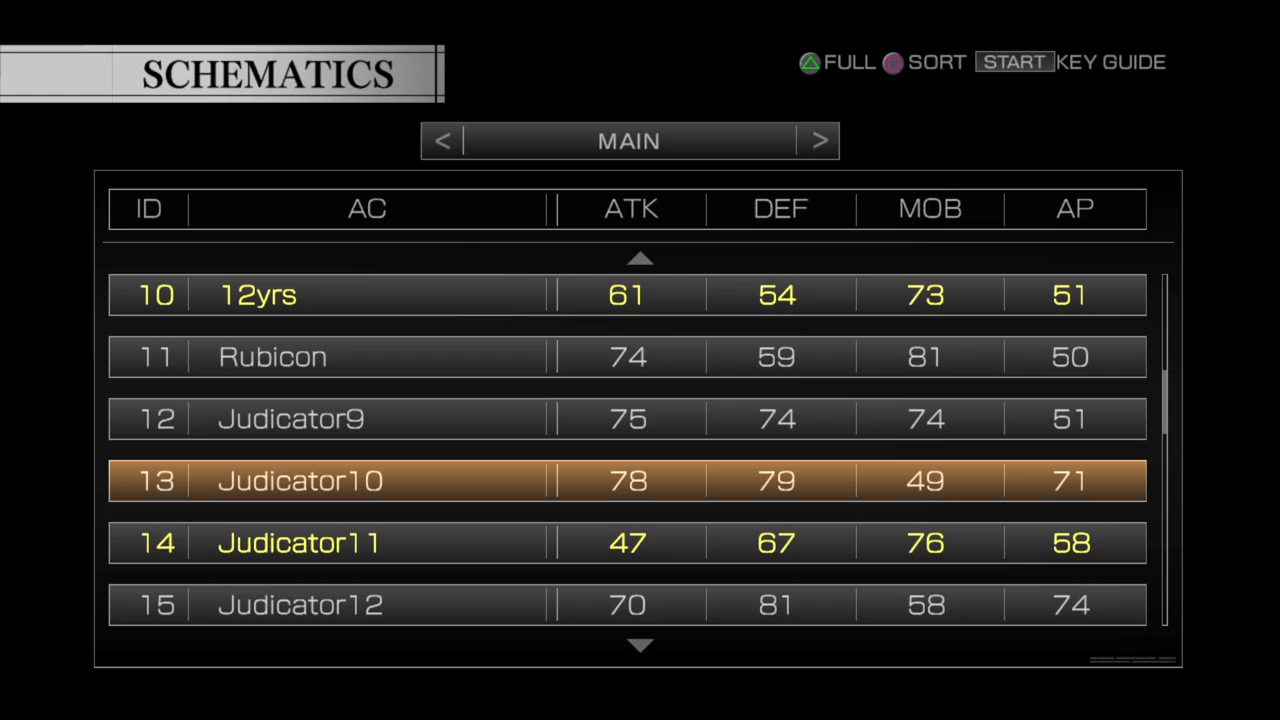 SCHEMATICS
FULL SORT START KEY GUIDE
< MAIN >
ID AC ATK DEF MOB AP
10 12yrs 61 54 73 51
11 Rubicon 74 59 81 50
12 Judicator9 75 74 74 51
13 Judicator10 78 79 49 71
14 Judicator11 47 67 76 58
15 Judicator12 70 81 58 74